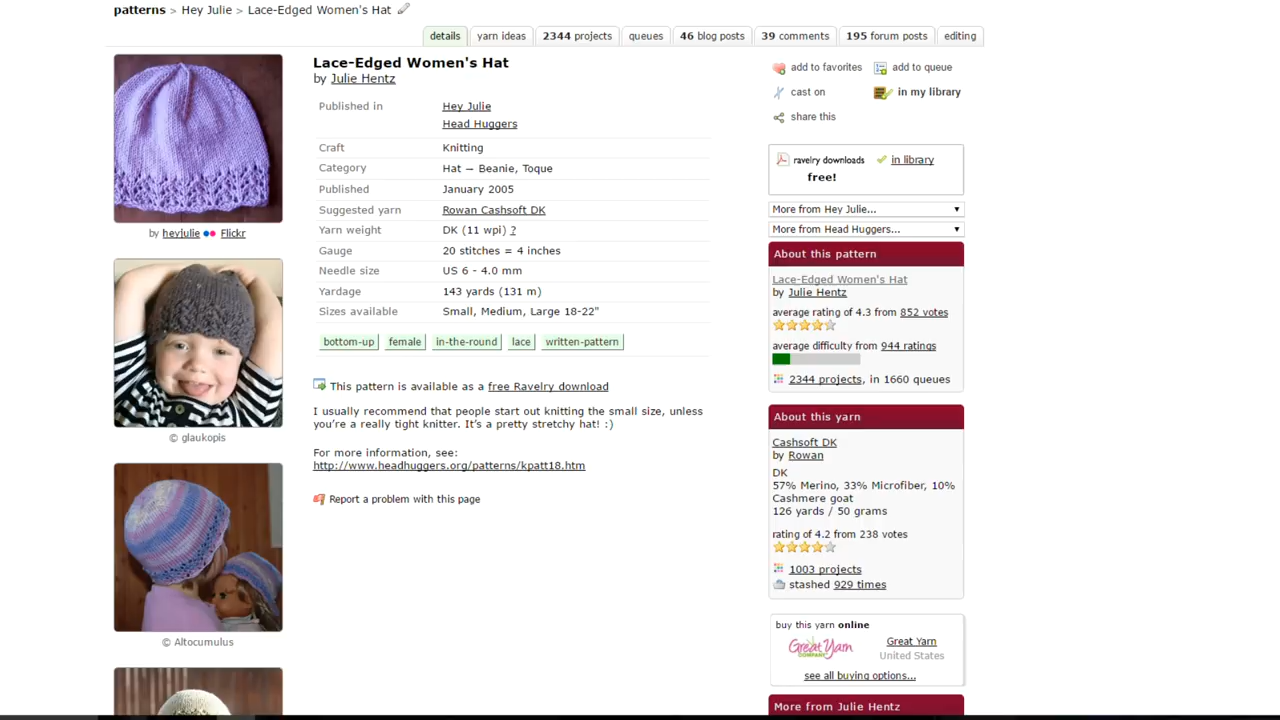 patterns > Hey Julie > Lace-Edged Women's Hat
details yarn ideas 2344 projects queues 46 blog posts 39 comments 195 forum posts editing
by heyjulie Flickr
© glaukopis
© Altocumulus
Lace-Edged Women's Hat
by Julie Hentz
Published in Hey Julie
Head Huggers
Craft Knitting
Category Hat → Beanie, Toque
Published January 2005
Suggested yarn Rowan Cashsoft DK
Yarn weight DK (11 wpi) ?
Gauge 20 stitches = 4 inches
Needle size US 6 - 4.0 mm
Yardage 143 yards (131 m)
Sizes available Small, Medium, Large 18-22"
bottom-up female in-the-round lace written-pattern
This pattern is available as a free Ravelry download
I usually recommend that people start out knitting the small size, unless
you're a really tight knitter. It's a pretty stretchy hat! :)
For more information, see:
http://www.headhuggers.org/patterns/kpatt18.htm
Report a problem with this page
add to favorites add to queue
cast on in my library
share this
ravelry downloads in library
free!
More from Hey Julie...
More from Head Huggers...
About this pattern
Lace-Edged Women's Hat
by Julie Hentz
average rating of 4.3 from 852 votes
average difficulty from 944 ratings
2344 projects, in 1660 queues
About this yarn
Cashsoft DK
by Rowan
DK
57% Merino, 33% Microfiber, 10%
Cashmere goat
126 yards / 50 grams
rating of 4.2 from 238 votes
1003 projects
stashed 929 times
buy this yarn online
Great Yarn COMPANY Great Yarn
United States
see all buying options...
More from Julie Hentz